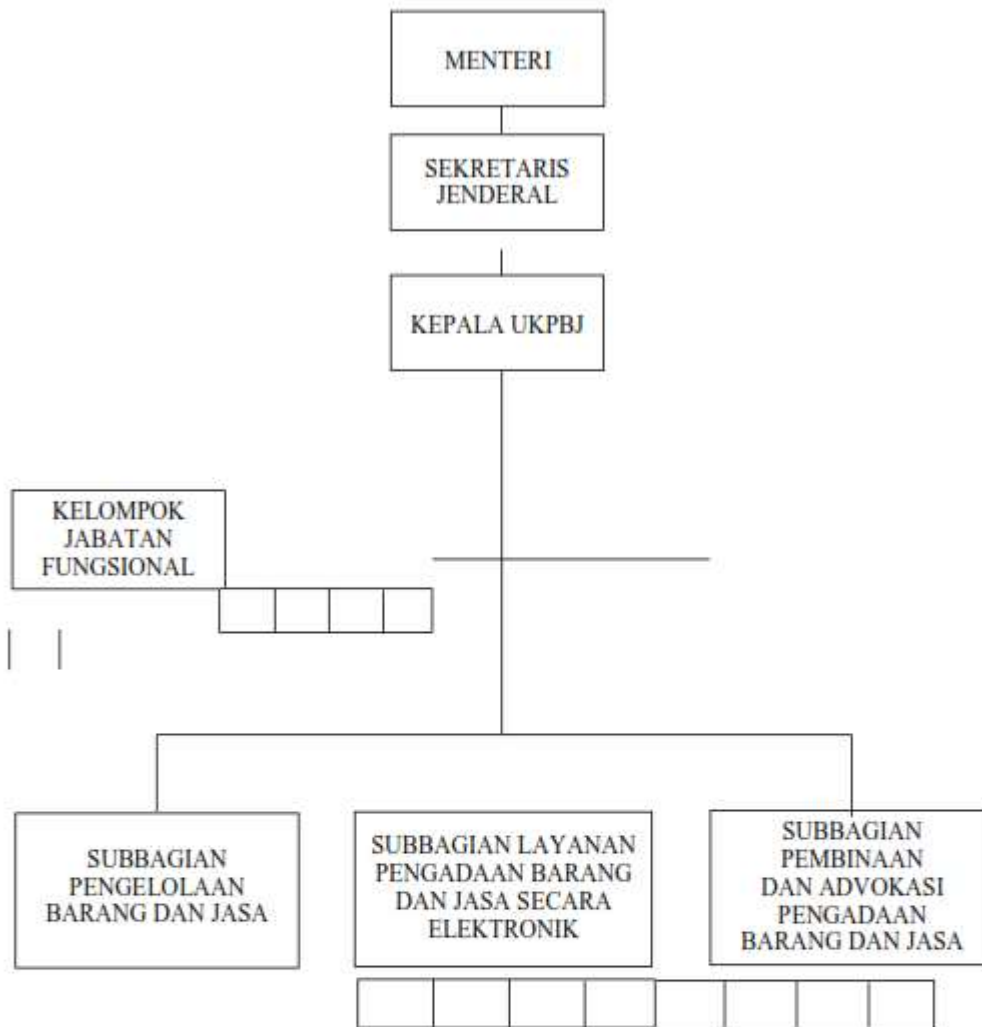 MENTERI
SEKRETARIS
JENDERAL
KEPALA UKPBJ
KELOMPOK
JABATAN
FUNGSIONAL
SUBBAGIAN
PENGELOLAAN
BARANG DAN JASA
SUBBAGIAN LAYANAN
PENGADAAN BARANG
DAN JASA SECARA
ELEKTRONIK
SUBBAGIAN
PEMBINAAN
DAN ADVOKASI
PENGADAAN
BARANG DAN JASA